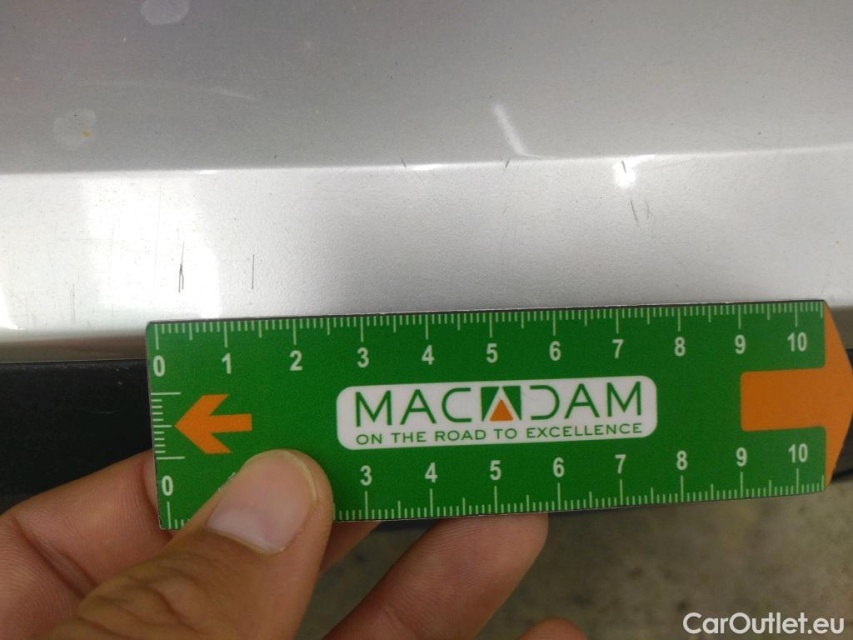 0 1 2 3 4 5 6 7 8 9 10
MACADAM
ON THE ROAD TO EXCELLENCE
0 3 4 5 6 7 8 9 10
CarOutlet.eu